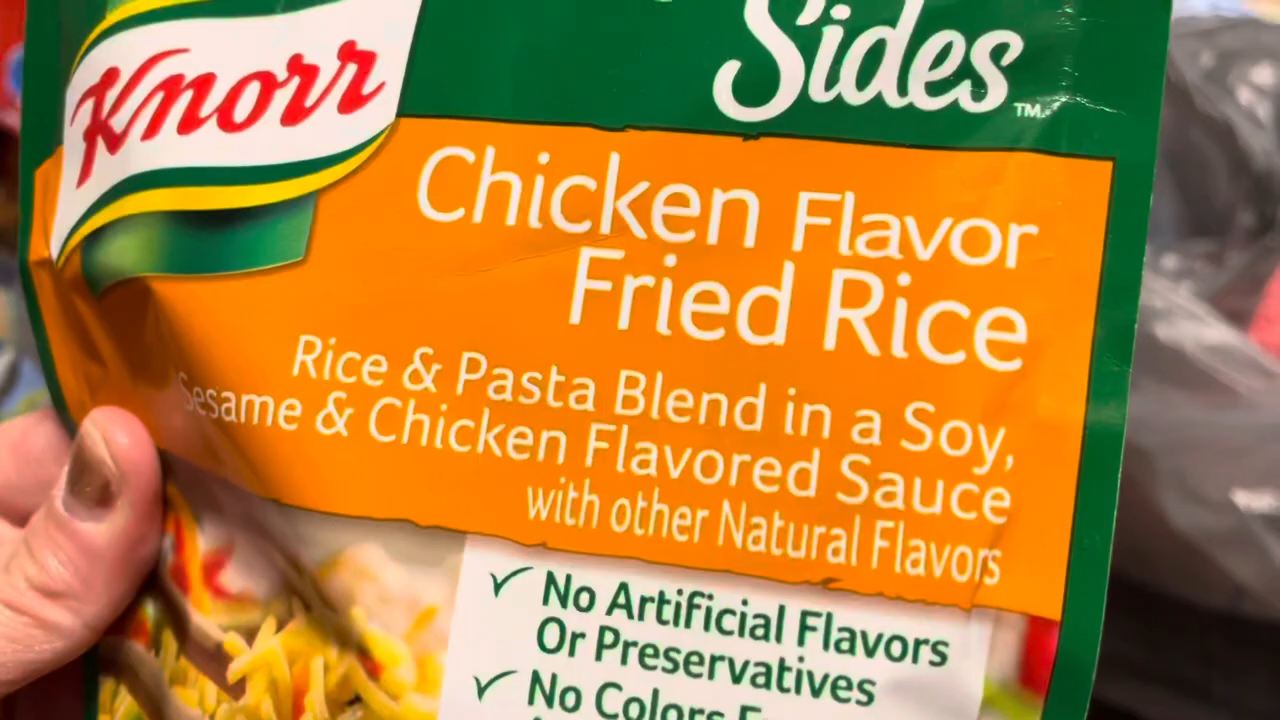 Knorr
Sides
TM
Chicken Flavor
Fried Rice
Rice & Pasta Blend in a Soy,
Sesame & Chicken Flavored Sauce
with other Natural Flavors
✓ No Artificial Flavors
Or Preservatives
✓ No Colors